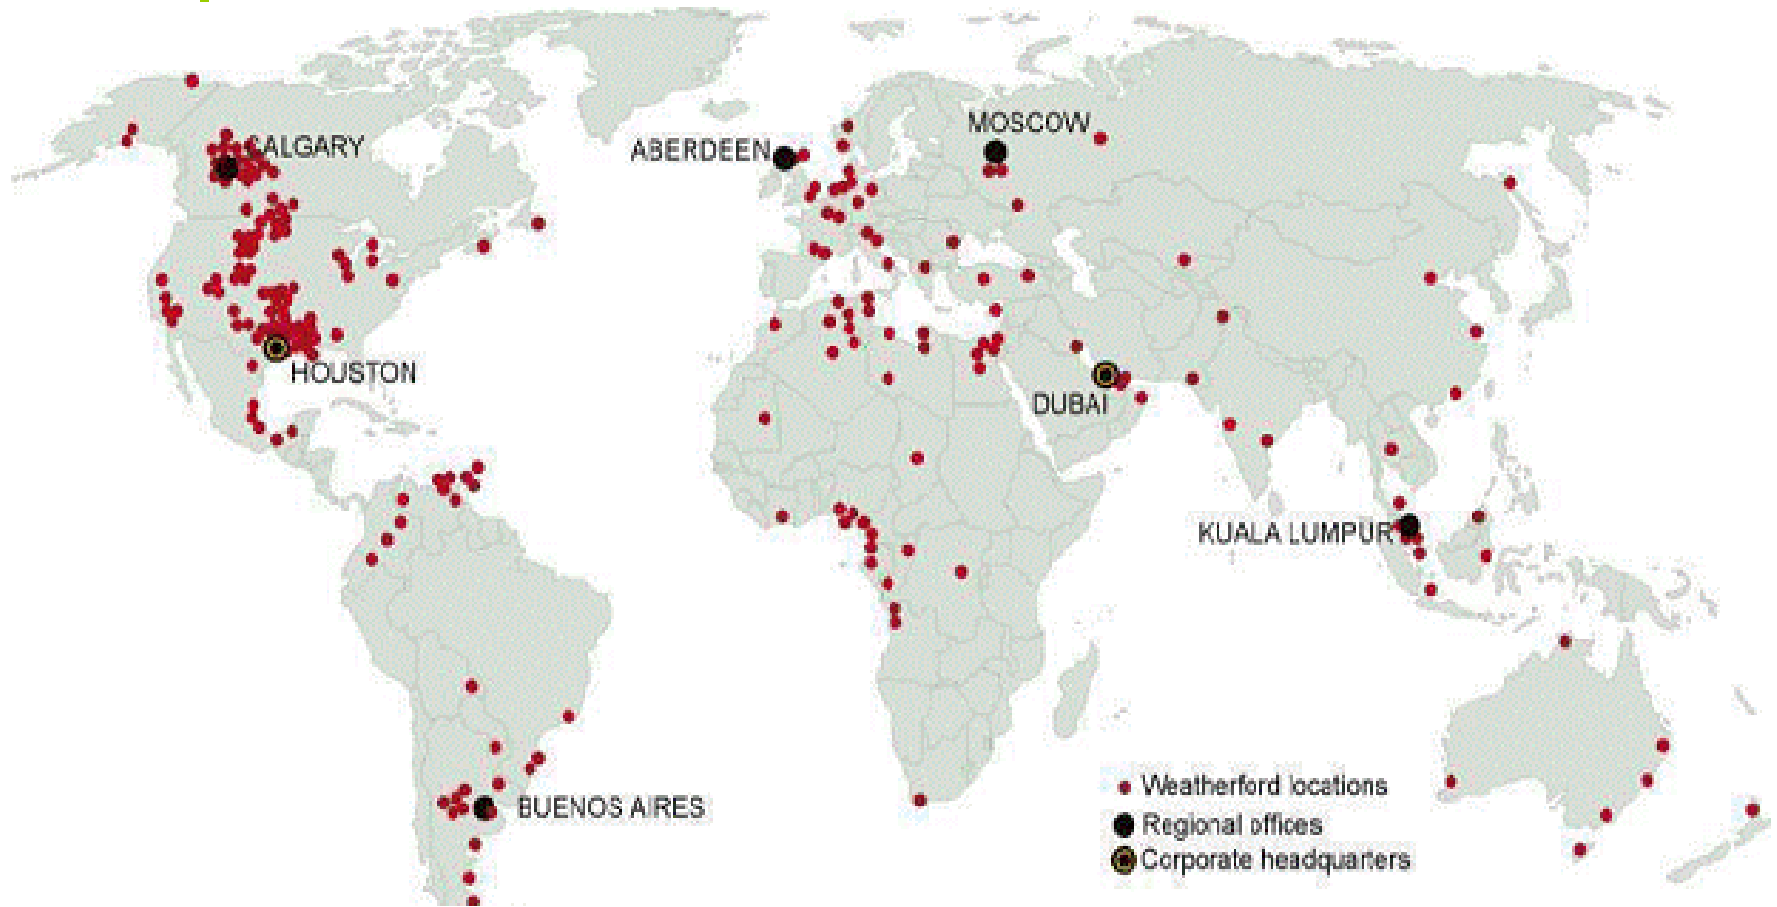 CALGARY
MOSCOW
ABERDEEN
HOUSTON
DUBAI
KUALA LUMPUR
BUENOS AIRES
Weatherford locations
Regional offices
Corporate headquarters